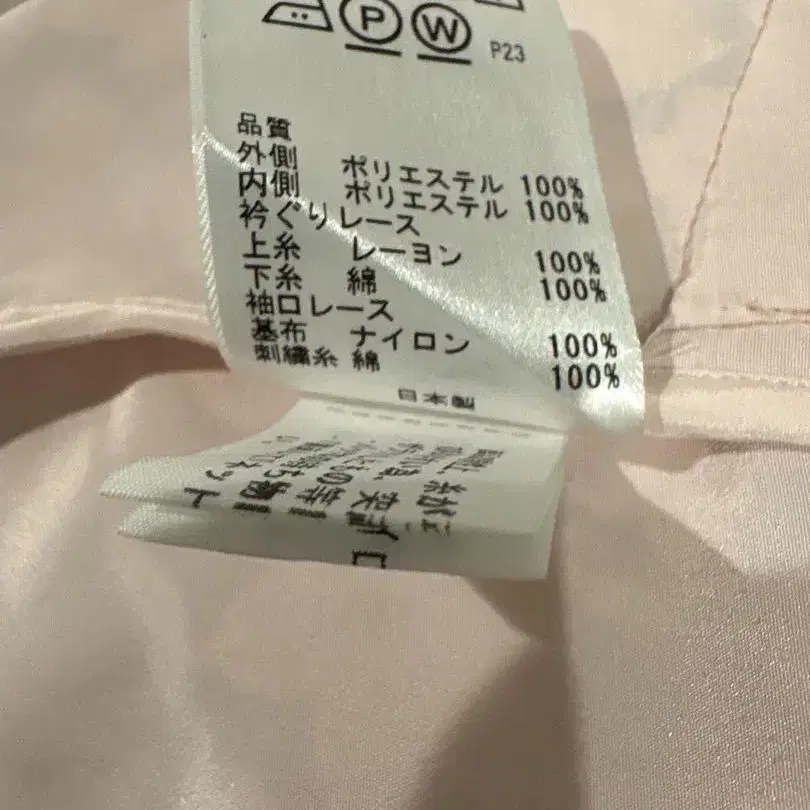 P W P23
品質
外側 ポリエステル 100%
内側 ポリエステル 100%
衿ぐりレース
上糸 レーヨン 100%
下糸 綿 100%
袖口レース
基布 ナイロン 100%
刺繍糸 綿 100%
日本製